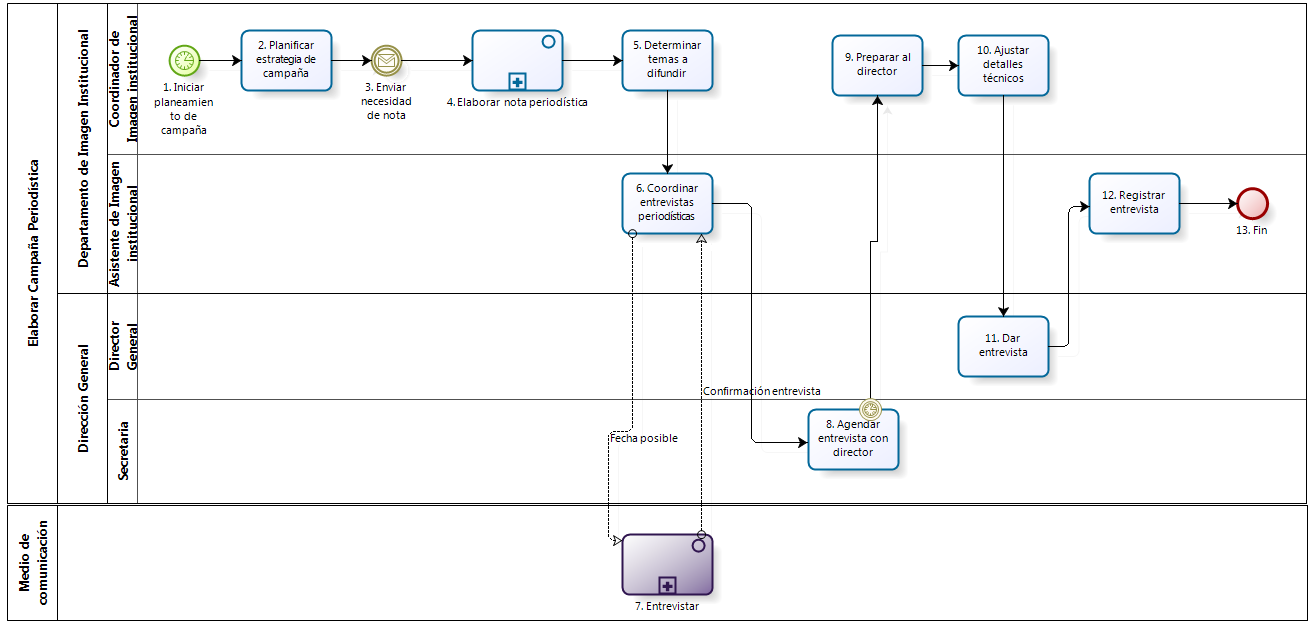 Elaborar Campaña Periodística
Departamento de Imagen Institucional
Coordinador de
Imagen institucional
1. Iniciar
planeamien
to de
campaña
2. Planificar
estrategia de
campaña
3. Enviar
necesidad
de nota
4.Elaborar nota periodística
5. Determinar
temas a
difundir
9. Preparar al
director
10. Ajustar
detalles
técnicos
Asistente de Imagen
institucional
6. Coordinar
entrevistas
periodísticas
12. Registrar
entrevista
13. Fin
Dirección General
Director
General
11. Dar
entrevista
Confirmación entrevista
Secretaria
Fecha posible
8. Agendar
entrevista con
director
Medio de
comunicación
7. Entrevistar